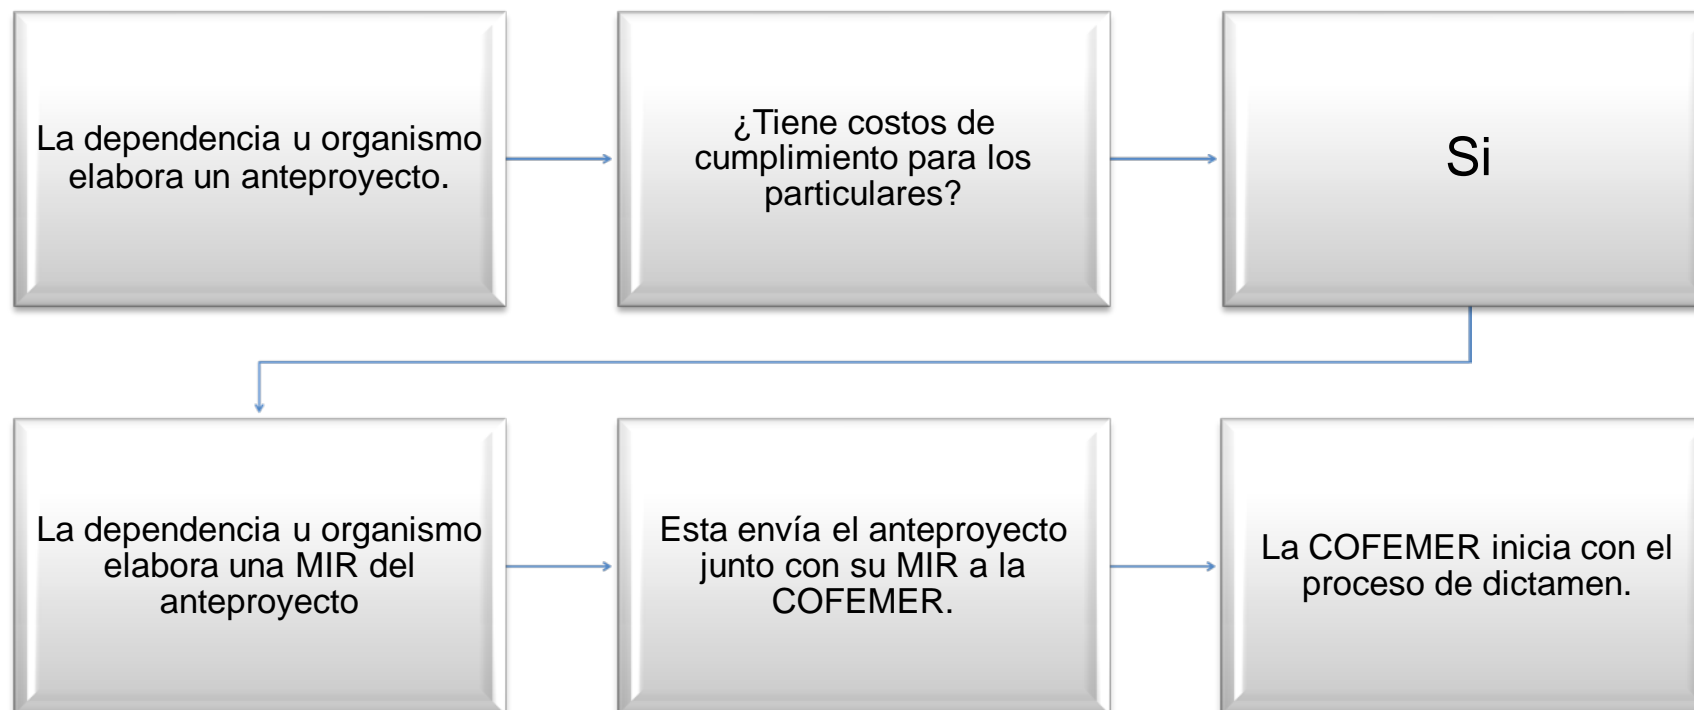 La dependencia u organismo
elabora un anteproyecto.
¿Tiene costos de
cumplimiento para los
particulares?
Si
La dependencia u organismo
elabora una MIR del
anteproyecto
Esta envía el anteproyecto
junto con su MIR a la
COFEMER.
La COFEMER inicia con el
proceso de dictamen.